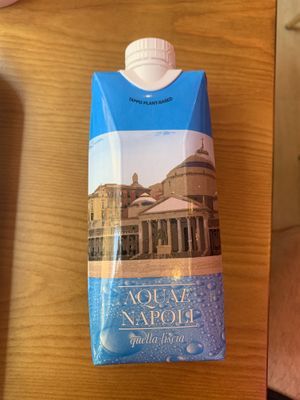 TAPPO PLANT-BASED
AQUAE
NAPOLI
quella liscia